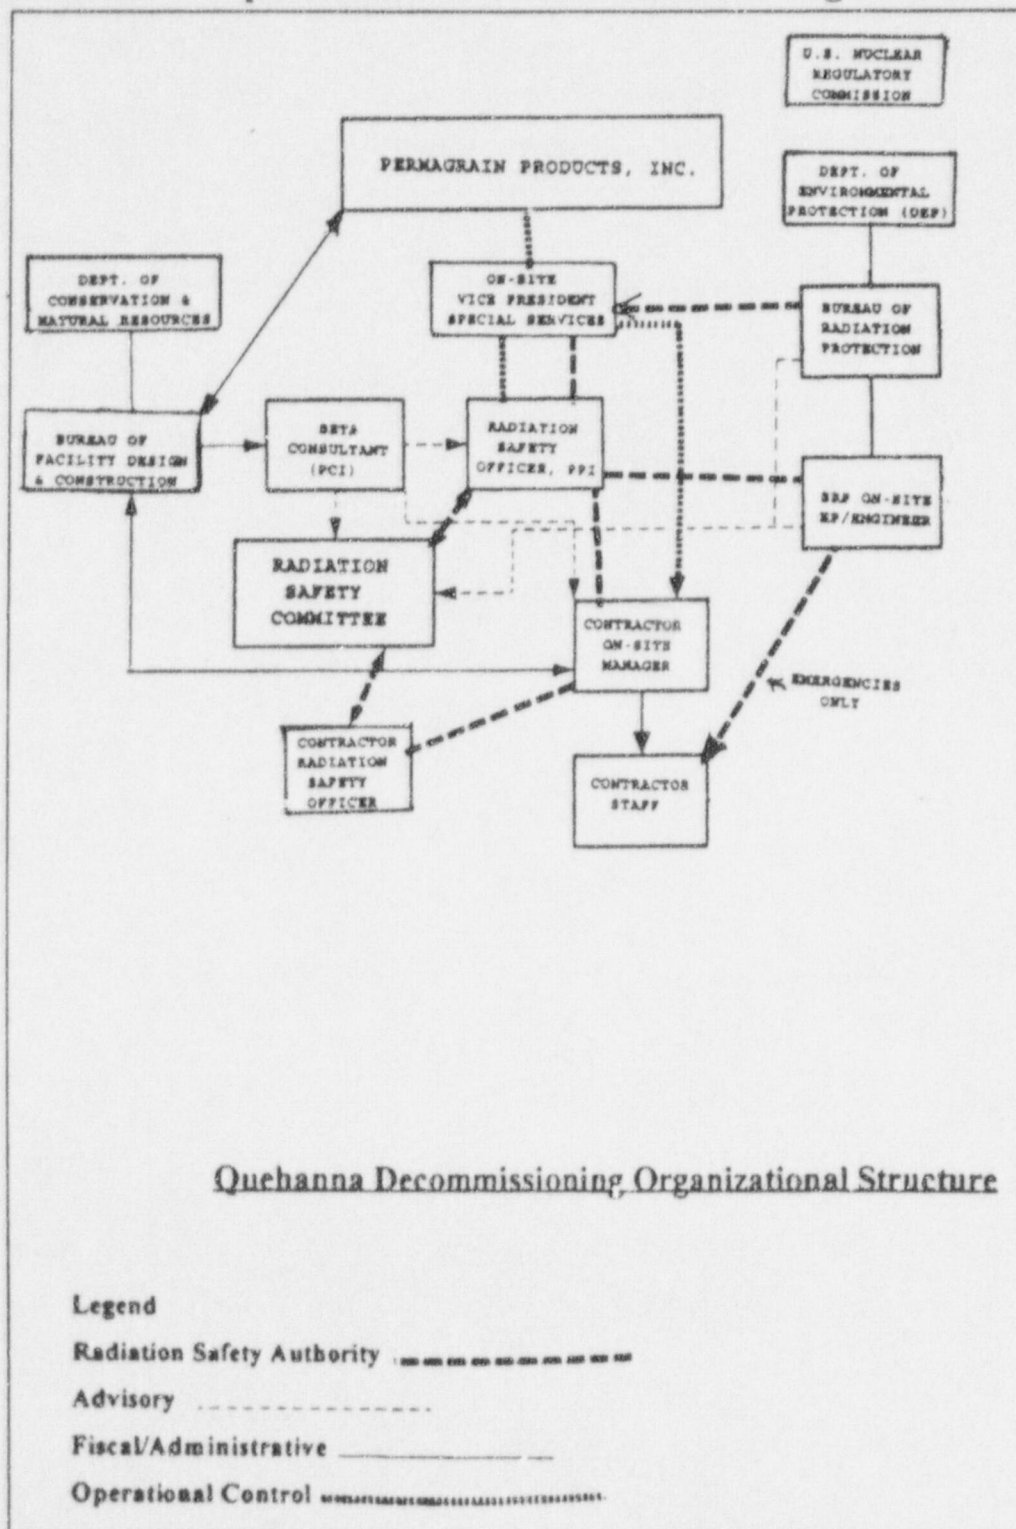 U.S. NUCLEAR
REGULATORY
COMMISSION
PERMAGRAIN PRODUCTS, INC.
DEPT. OF
ENVIRONMENTAL
PROTECTION (DEP)
DEPT. OF
CONSERVATION &
NATURAL RESOURCES
ON-SITE
VICE PRESIDENT
SPECIAL SERVICES
BUREAU OF
RADIATION
PROTECTION
BUREAU OF
FACILITY DESIGN
& CONSTRUCTION
CONSULTANT
(PCI)
RADIATION
SAFETY
OFFICER, PPI
BRP ON-SITE
HP/ENGINEER
RADIATION
SAFETY
COMMITTEE
CONTRACTOR
ON-SITE
MANAGER
EMERGENCIES
ONLY
CONTRACTOR
RADIATION
SAFETY
OFFICER
CONTRACTOR
STAFF
Quehanna Decommissioning Organizational Structure
Legend
Radiation Safety Authority
Advisory
Fiscal/Administrative
Operational Control